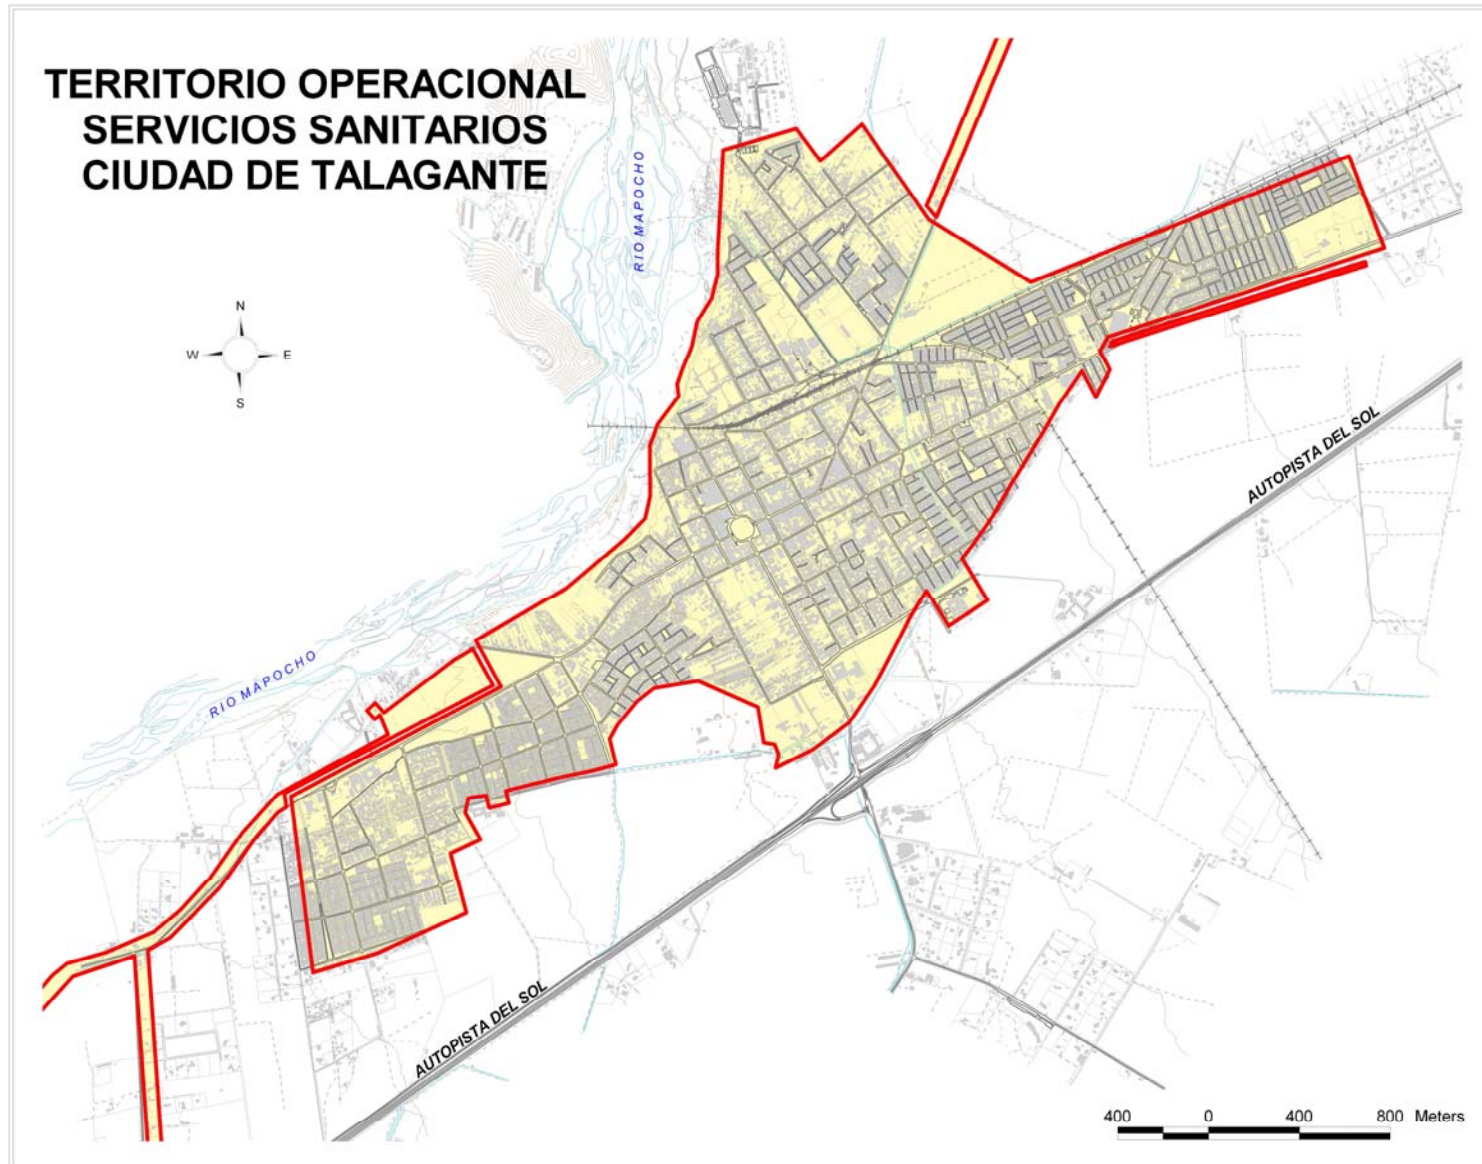 TERRITORIO OPERACIONAL
SERVICIOS SANITARIOS
CIUDAD DE TALAGANTE
RIO MAPOCHO
N
W E
S
AUTOPISTA DEL SOL
RIO MAPOCHO
AUTOPISTA DEL SOL
400 0 400 800 Meters